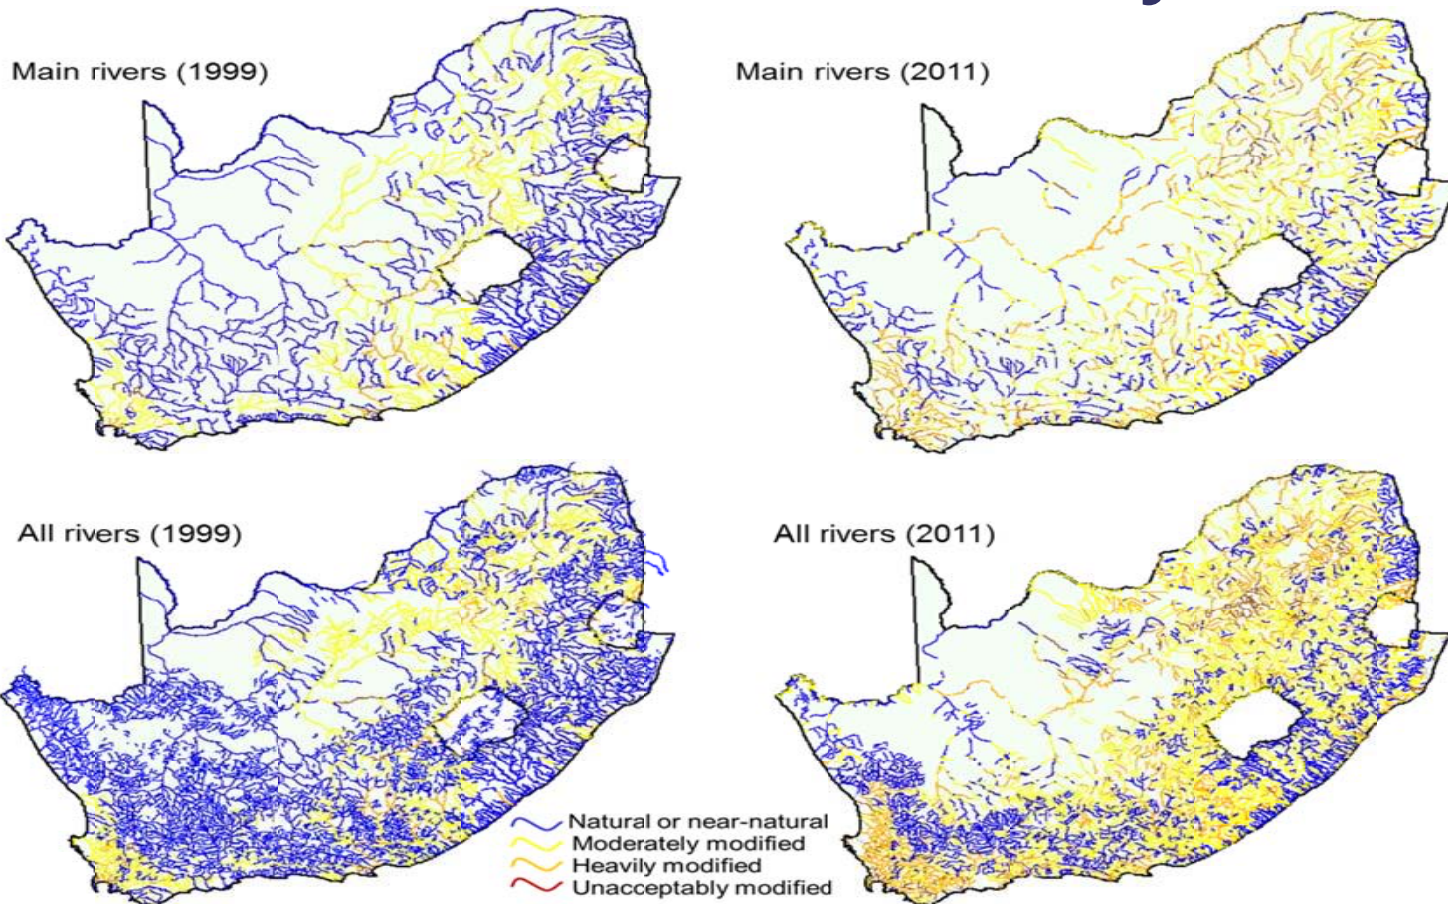 Main rivers (1999)
Main rivers (2011)
All rivers (1999)
All rivers (2011)
Natural or near-natural
Moderately modified
Heavily modified
Unacceptably modified